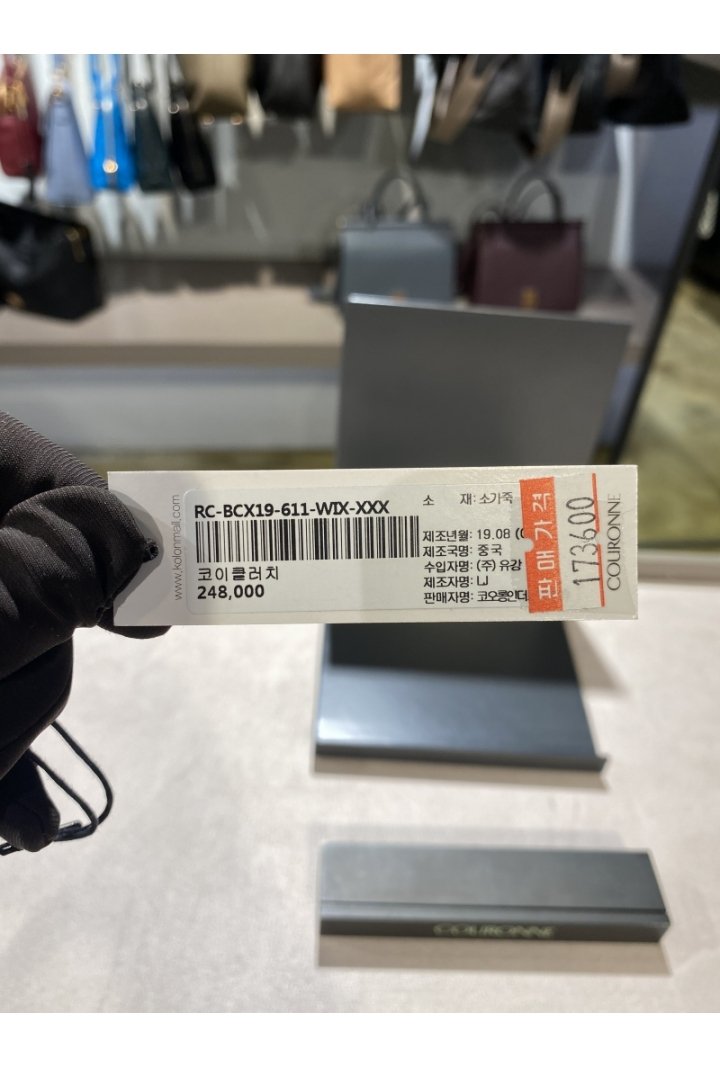 www.kolonmall.com
RC-BCX19-611-WIX-XXX
코이클러치
248,000
소 재: 소가죽
제조년월: 19.08
제조국명: 중국
수입자명: (주) 유강
제조자명: LJ
판매자명: 코오롱인더
판매가격
173600
COURONNE
COURONNE